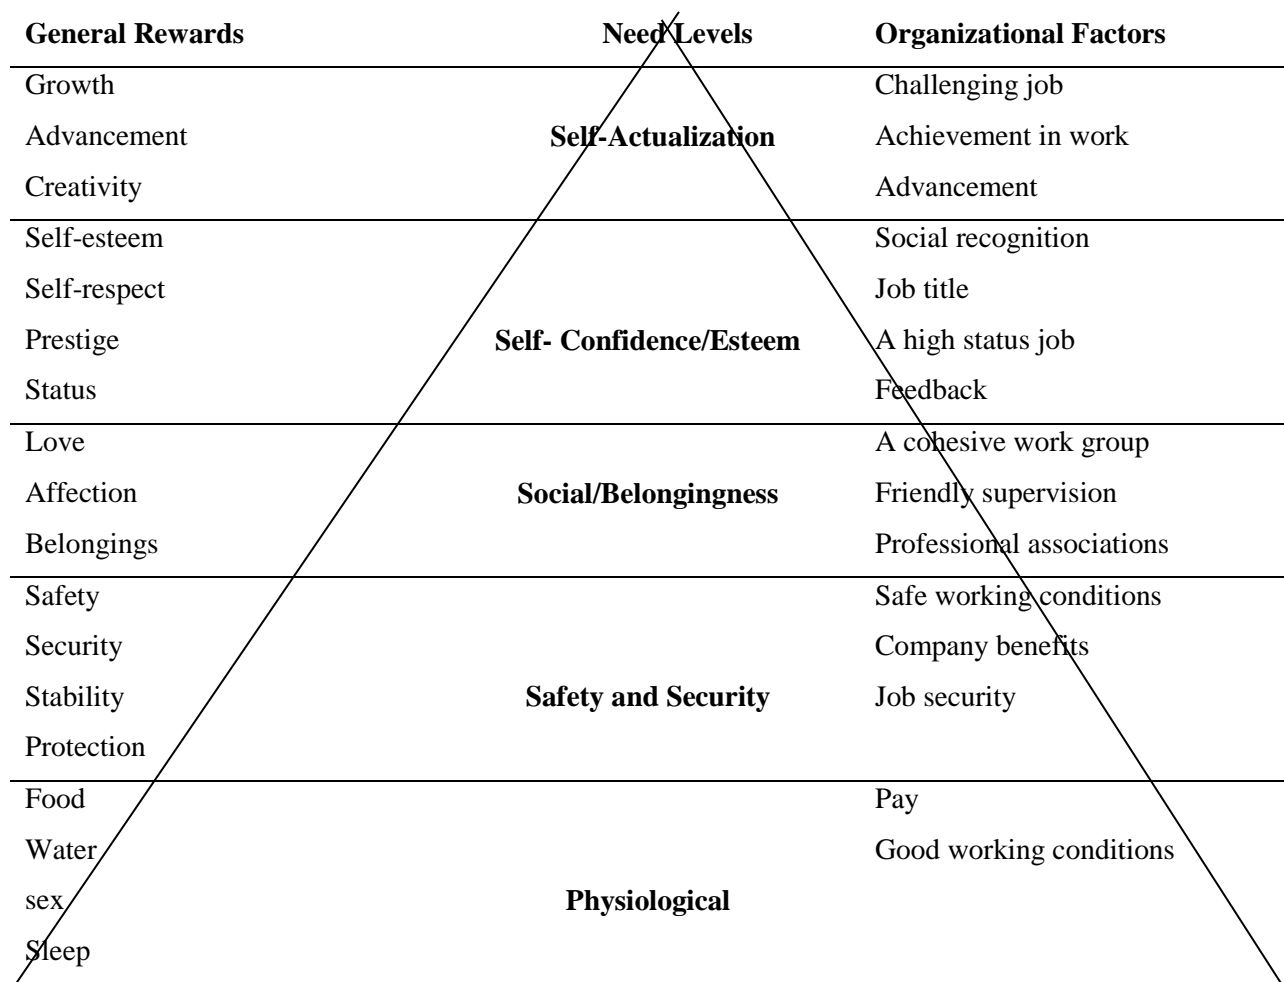 General Rewards Need Levels Organizational Factors
Growth Challenging job
Advancement Self-Actualization Achievement in work
Creativity Advancement
Self-esteem Social recognition
Self-respect Job title
Prestige Self- Confidence/Esteem A high status job
Status Feedback
Love A cohesive work group
Affection Social/Belongingness Friendly supervision
Belongings Professional associations
Safety Safe working conditions
Security Company benefits
Stability Safety and Security Job security
Protection
Food Pay
Water Good working conditions
sex Physiological
Sleep